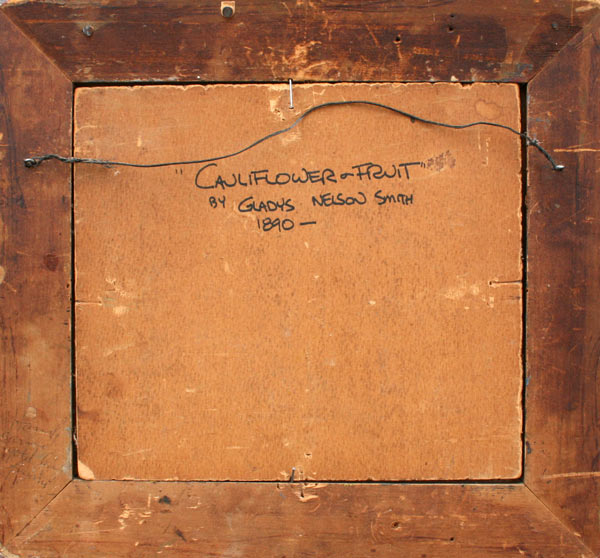 "CAULIFLOWER & FRUIT"
BY GLADYS NELSON SMITH
1890 —